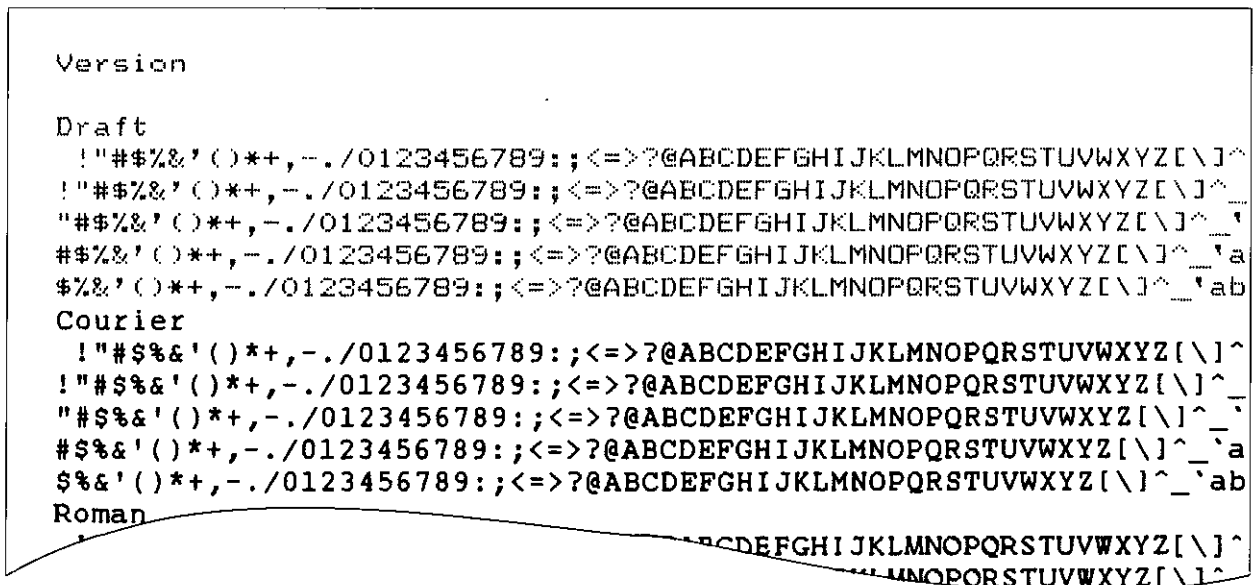 Version
Draft
 !"#$%&'()*+,-./0123456789:;<=>?@ABCDEFGHIJKLMNOPQRSTUVWXYZ[\]^
!"#$%&'()*+,-./0123456789:;<=>?@ABCDEFGHIJKLMNOPQRSTUVWXYZ[\]^_
"#$%&'()*+,-./0123456789:;<=>?@ABCDEFGHIJKLMNOPQRSTUVWXYZ[\]^_`
#$%&'()*+,-./0123456789:;<=>?@ABCDEFGHIJKLMNOPQRSTUVWXYZ[\]^_`a
$%&'()*+,-./0123456789:;<=>?@ABCDEFGHIJKLMNOPQRSTUVWXYZ[\]^_`ab
Courier
 !"#$%&'()*+,-./0123456789:;<=>?@ABCDEFGHIJKLMNOPQRSTUVWXYZ[\]^
!"#$%&'()*+,-./0123456789:;<=>?@ABCDEFGHIJKLMNOPQRSTUVWXYZ[\]^_
"#$%&'()*+,-./0123456789:;<=>?@ABCDEFGHIJKLMNOPQRSTUVWXYZ[\]^_`
#$%&'()*+,-./0123456789:;<=>?@ABCDEFGHIJKLMNOPQRSTUVWXYZ[\]^_`a
$%&'()*+,-./0123456789:;<=>?@ABCDEFGHIJKLMNOPQRSTUVWXYZ[\]^_`ab
Roman
CDEFGHIJKLMNOPQRSTUVWXYZ[\]^
MNOPQRSTUVWXYZ[\]^